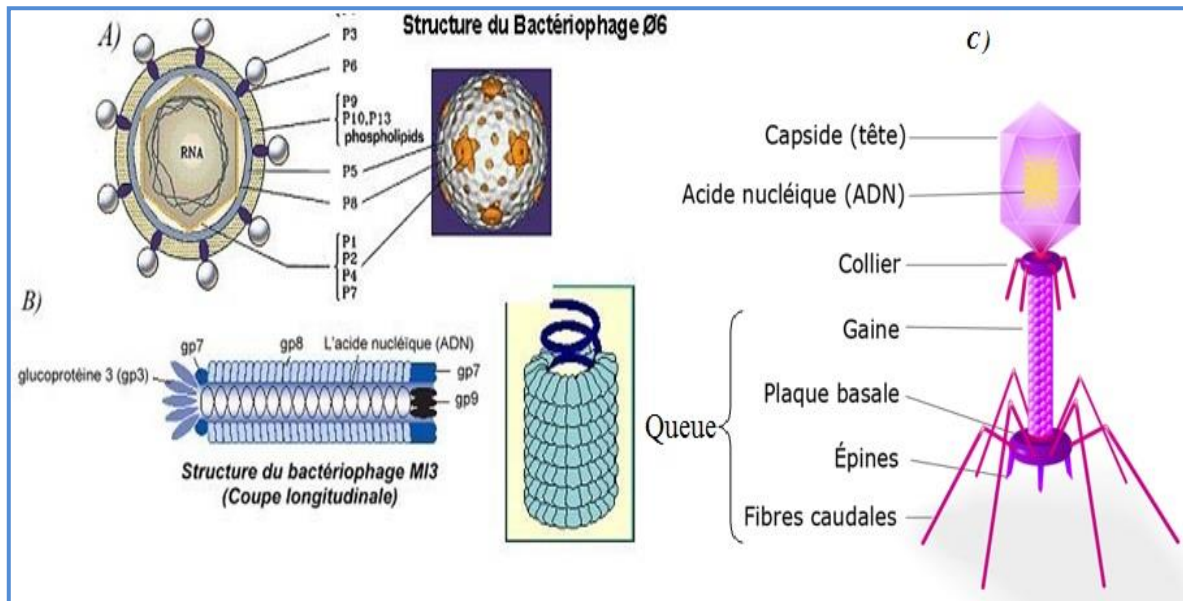 A)
Structure du Bactériophage Ø6
P3
P6
P9
P10,P13
phospholipids
RNA
P5
P8
P1
P2
P4
P7
B)
gp7
gp8
L'acide nucléïque (ADN)
glucoprotéine 3 (gp3)
gp7
gp9
Structure du bactériophage MI3
(Coupe longitudinale)
C)
Capside (tête)
Acide nucléique (ADN)
Collier
Gaine
Queue
Plaque basale
Épines
Fibres caudales